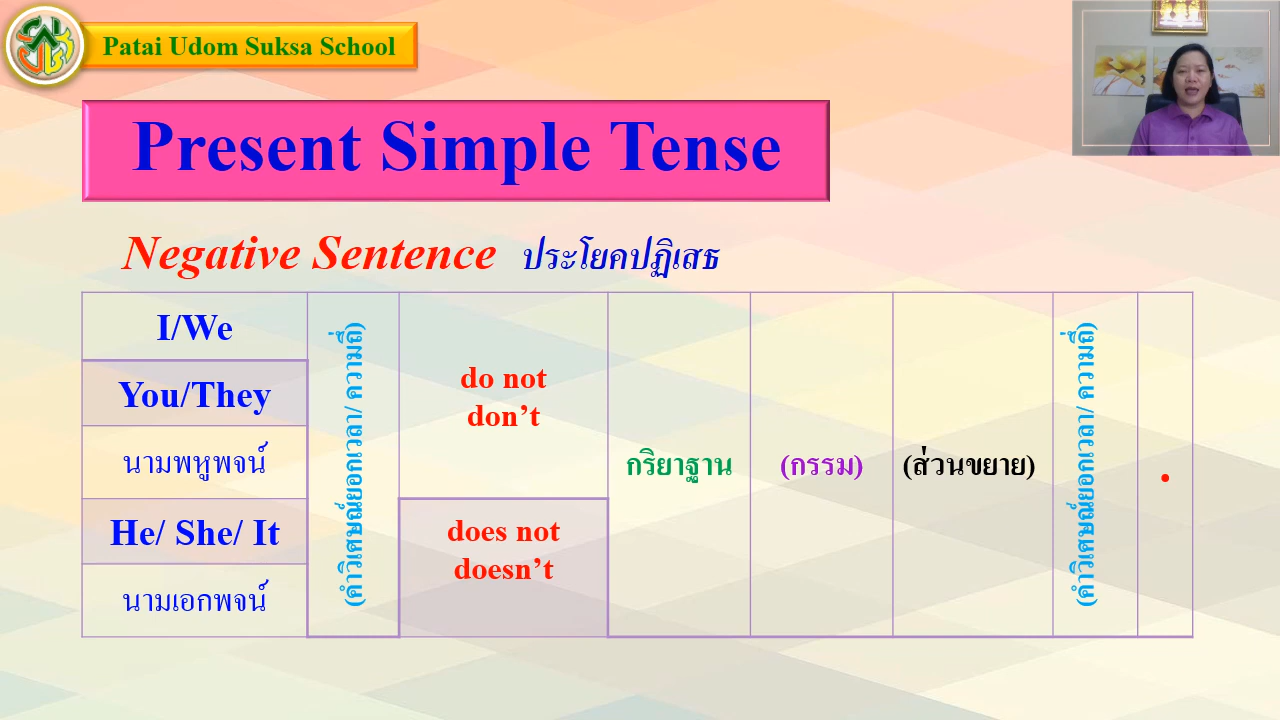 Patai Udom Suksa School
Present Simple Tense
Negative Sentence ประโยคปฏิเสธ
I/We
You/They
นามพหูพจน์
He/ She/ It
นามเอกพจน์
(คำวิเศษณ์บอกเวลา/ ความถี่)
do not
don’t
does not
doesn’t
กริยาฐาน
(กรรม)
(ส่วนขยาย)
(คำวิเศษณ์บอกเวลา/ ความถี่)
.